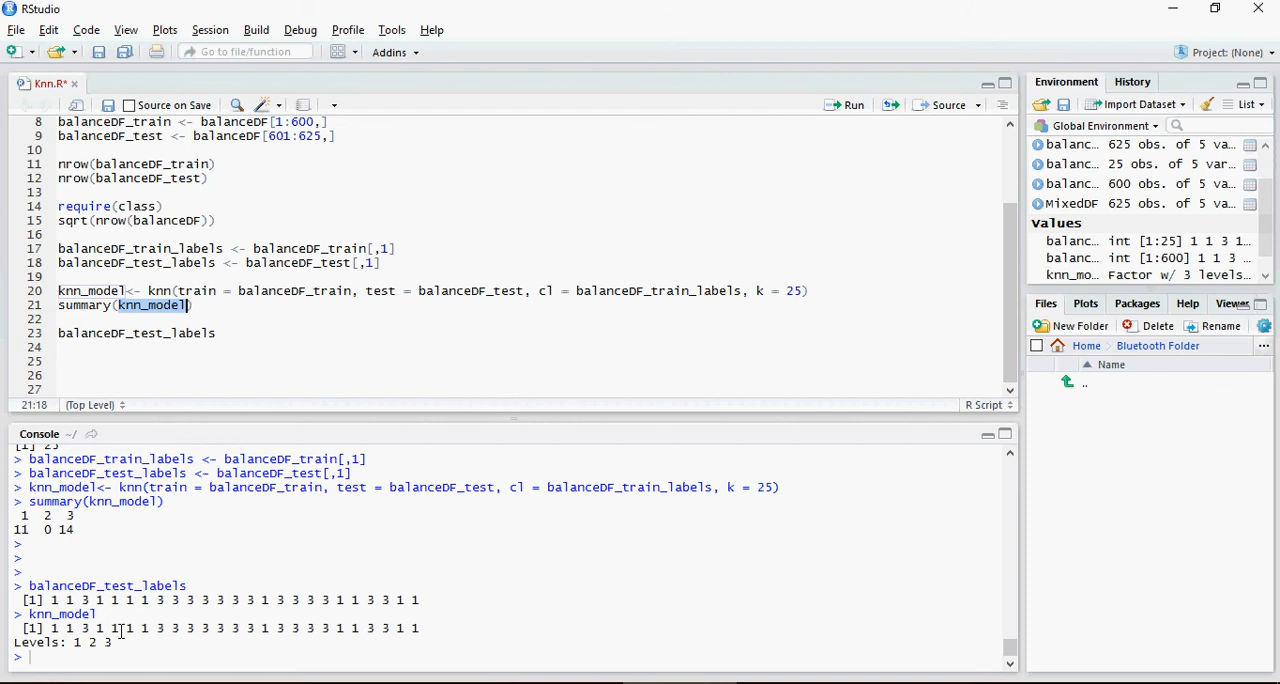 RStudio
File Edit Code View Plots Session Build Debug Profile Tools Help
Go to file/function Addins Project: (None)
Knn.R*
Source on Save Run Source
8 balanceDF_train <- balanceDF[1:600,]
9 balanceDF_test <- balanceDF[601:625,]
10
11 nrow(balanceDF_train)
12 nrow(balanceDF_test)
13
14 require(class)
15 sqrt(nrow(balanceDF))
16
17 balanceDF_train_labels <- balanceDF_train[,1]
18 balanceDF_test_labels <- balanceDF_test[,1]
19
20 knn_model<- knn(train = balanceDF_train, test = balanceDF_test, cl = balanceDF_train_labels, k = 25)
21 summary(knn_model)
22
23 balanceDF_test_labels
24
25
26
27
21:18 (Top Level) R Script
Console ~/
[1] 25
> balanceDF_train_labels <- balanceDF_train[,1]
> balanceDF_test_labels <- balanceDF_test[,1]
> knn_model<- knn(train = balanceDF_train, test = balanceDF_test, cl = balanceDF_train_labels, k = 25)
> summary(knn_model)
1 2 3
11 0 14
>
>
>
> balanceDF_test_labels
[1] 1 1 3 1 1 1 1 3 3 3 3 3 3 3 1 3 3 3 3 1 1 3 3 1 1
> knn_model
[1] 1 1 3 1 1 1 1 3 3 3 3 3 3 3 1 3 3 3 3 1 1 3 3 1 1
Levels: 1 2 3
>
Environment History
Import Dataset List
Global Environment
balanc… 625 obs. of 5 va…
balanc… 25 obs. of 5 var…
balanc… 600 obs. of 5 va…
MixedDF 625 obs. of 5 va…
Values
balanc… int [1:25] 1 1 3 1…
balanc… int [1:600] 1 1 3 …
knn_mo… Factor w/ 3 levels…
Files Plots Packages Help Viewer
New Folder Delete Rename
Home Bluetooth Folder ...
Name
..